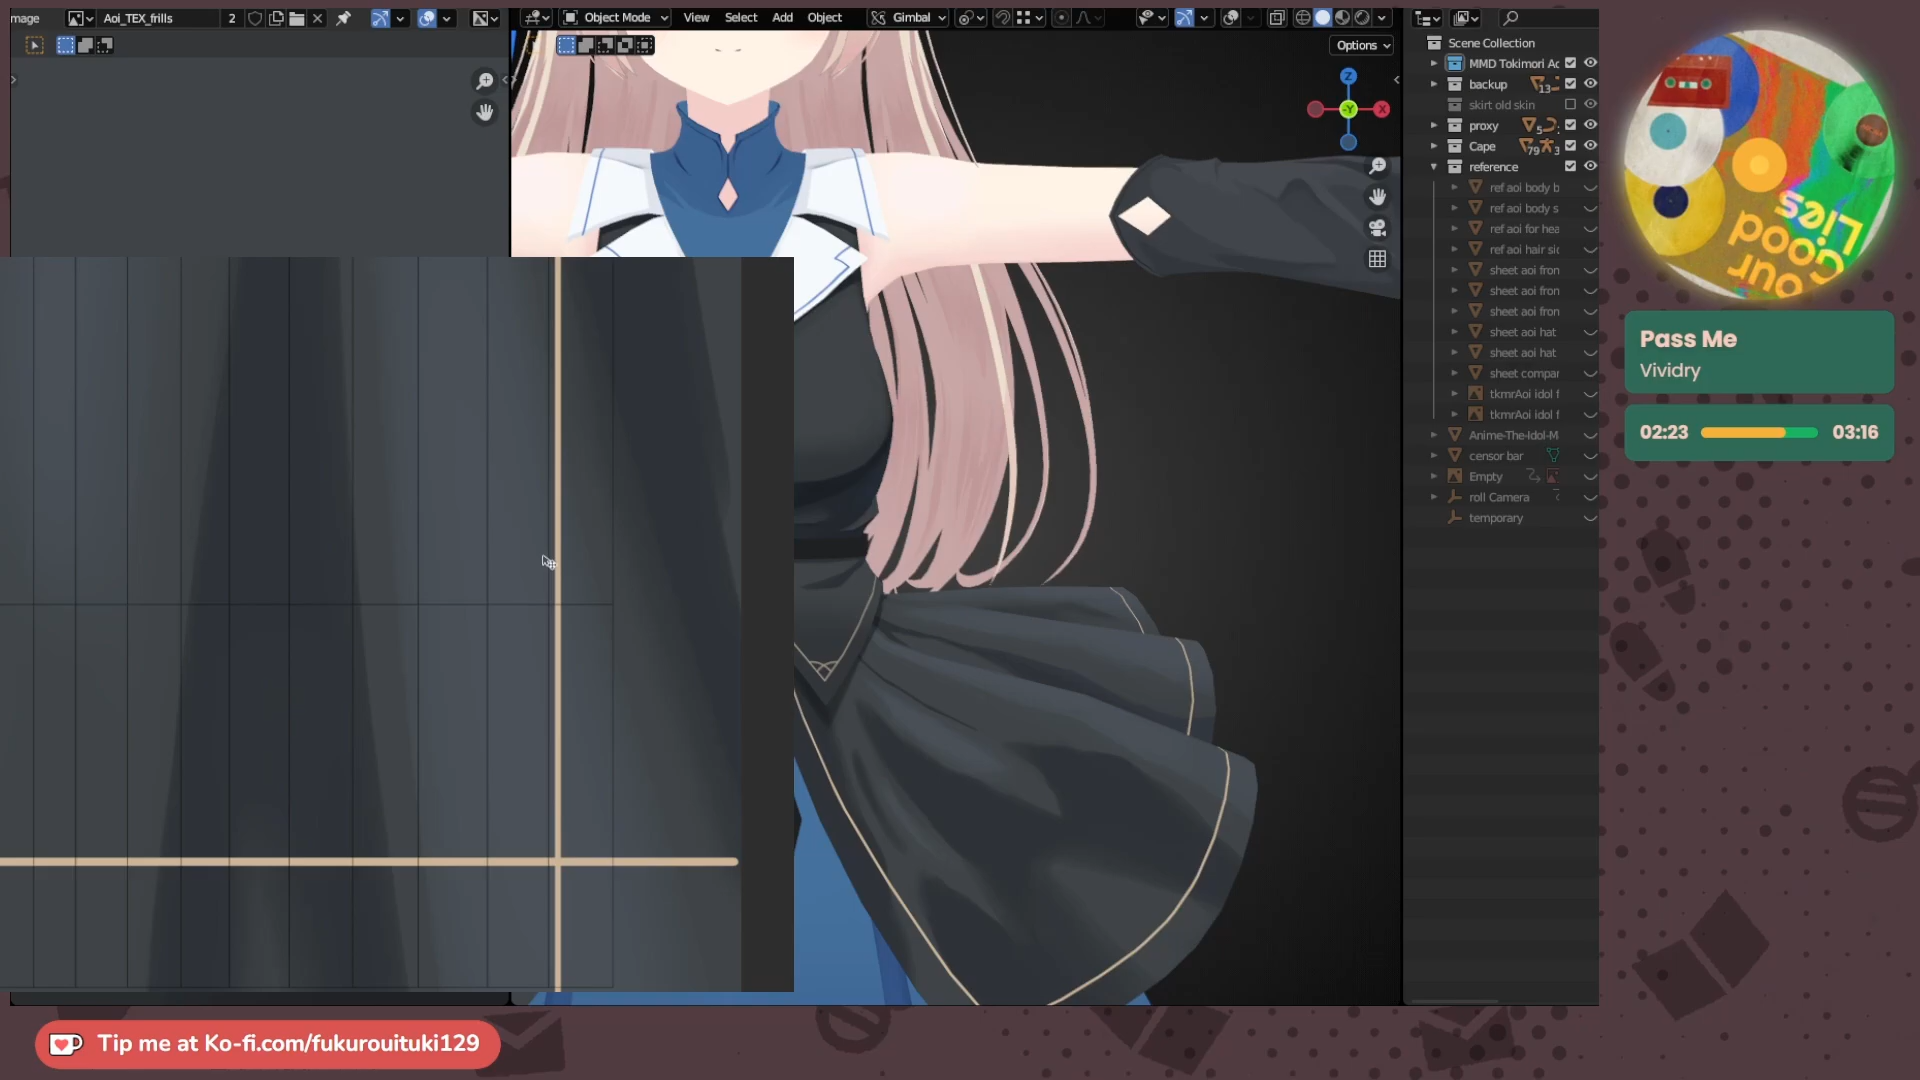 mage
Aoi_TEX_frills
2
Object Mode
View
Select
Add
Object
Gimbal
Options
Z
-Y
X
Scene Collection
MMD Tokimori Ac
backup
13
skirt old skin
proxy
5
Cape
79
3
reference
ref aoi body b
ref aoi body s
ref aoi for hea
ref aoi hair sic
sheet aoi fron
sheet aoi fron
sheet aoi fron
sheet aoi hat
sheet aoi hat
sheet compar
tkmrAoi idol f
tkmrAoi idol f
Anime-The-Idol-M
censor bar
Empty
roll Camera
temporary
Our
Good
Lies
Pass Me
Vividry
02:23
03:16
Tip me at Ko-fi.com/fukurouituki129